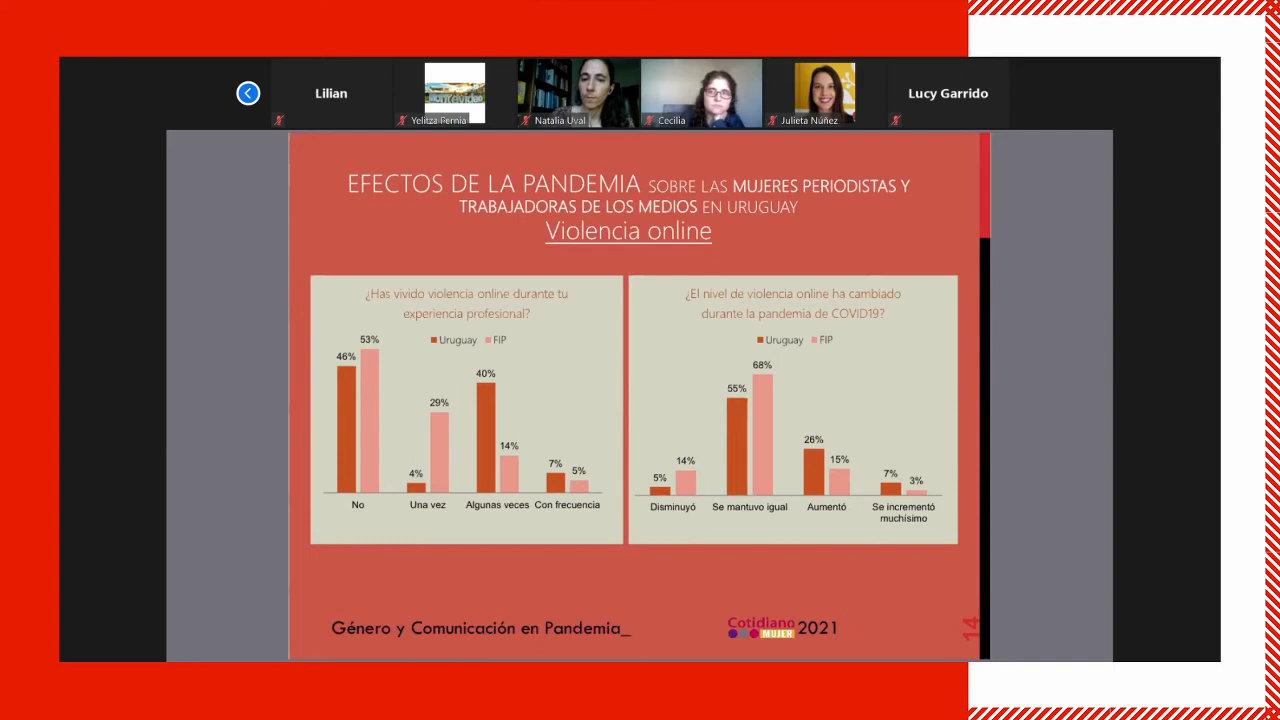 Lilian
Yelitza Pernia
Natalia Uval
Cecilia
Julieta Núñez
Lucy Garrido
EFECTOS DE LA PANDEMIA SOBRE LAS MUJERES PERIODISTAS Y
TRABAJADORAS DE LOS MEDIOS EN URUGUAY
Violencia online
¿Has vivido violencia online durante tu
experiencia profesional?
Uruguay FIP
46% 53%
4% 29%
40% 14%
7% 5%
No Una vez Algunas veces Con frecuencia
¿El nivel de violencia online ha cambiado
durante la pandemia de COVID19?
Uruguay FIP
5% 14%
55% 68%
26% 15%
7% 3%
Disminuyó Se mantuvo igual Aumentó Se incrementó
muchísimo
Género y Comunicación en Pandemia_
Cotidiano
MUJER
2021
14